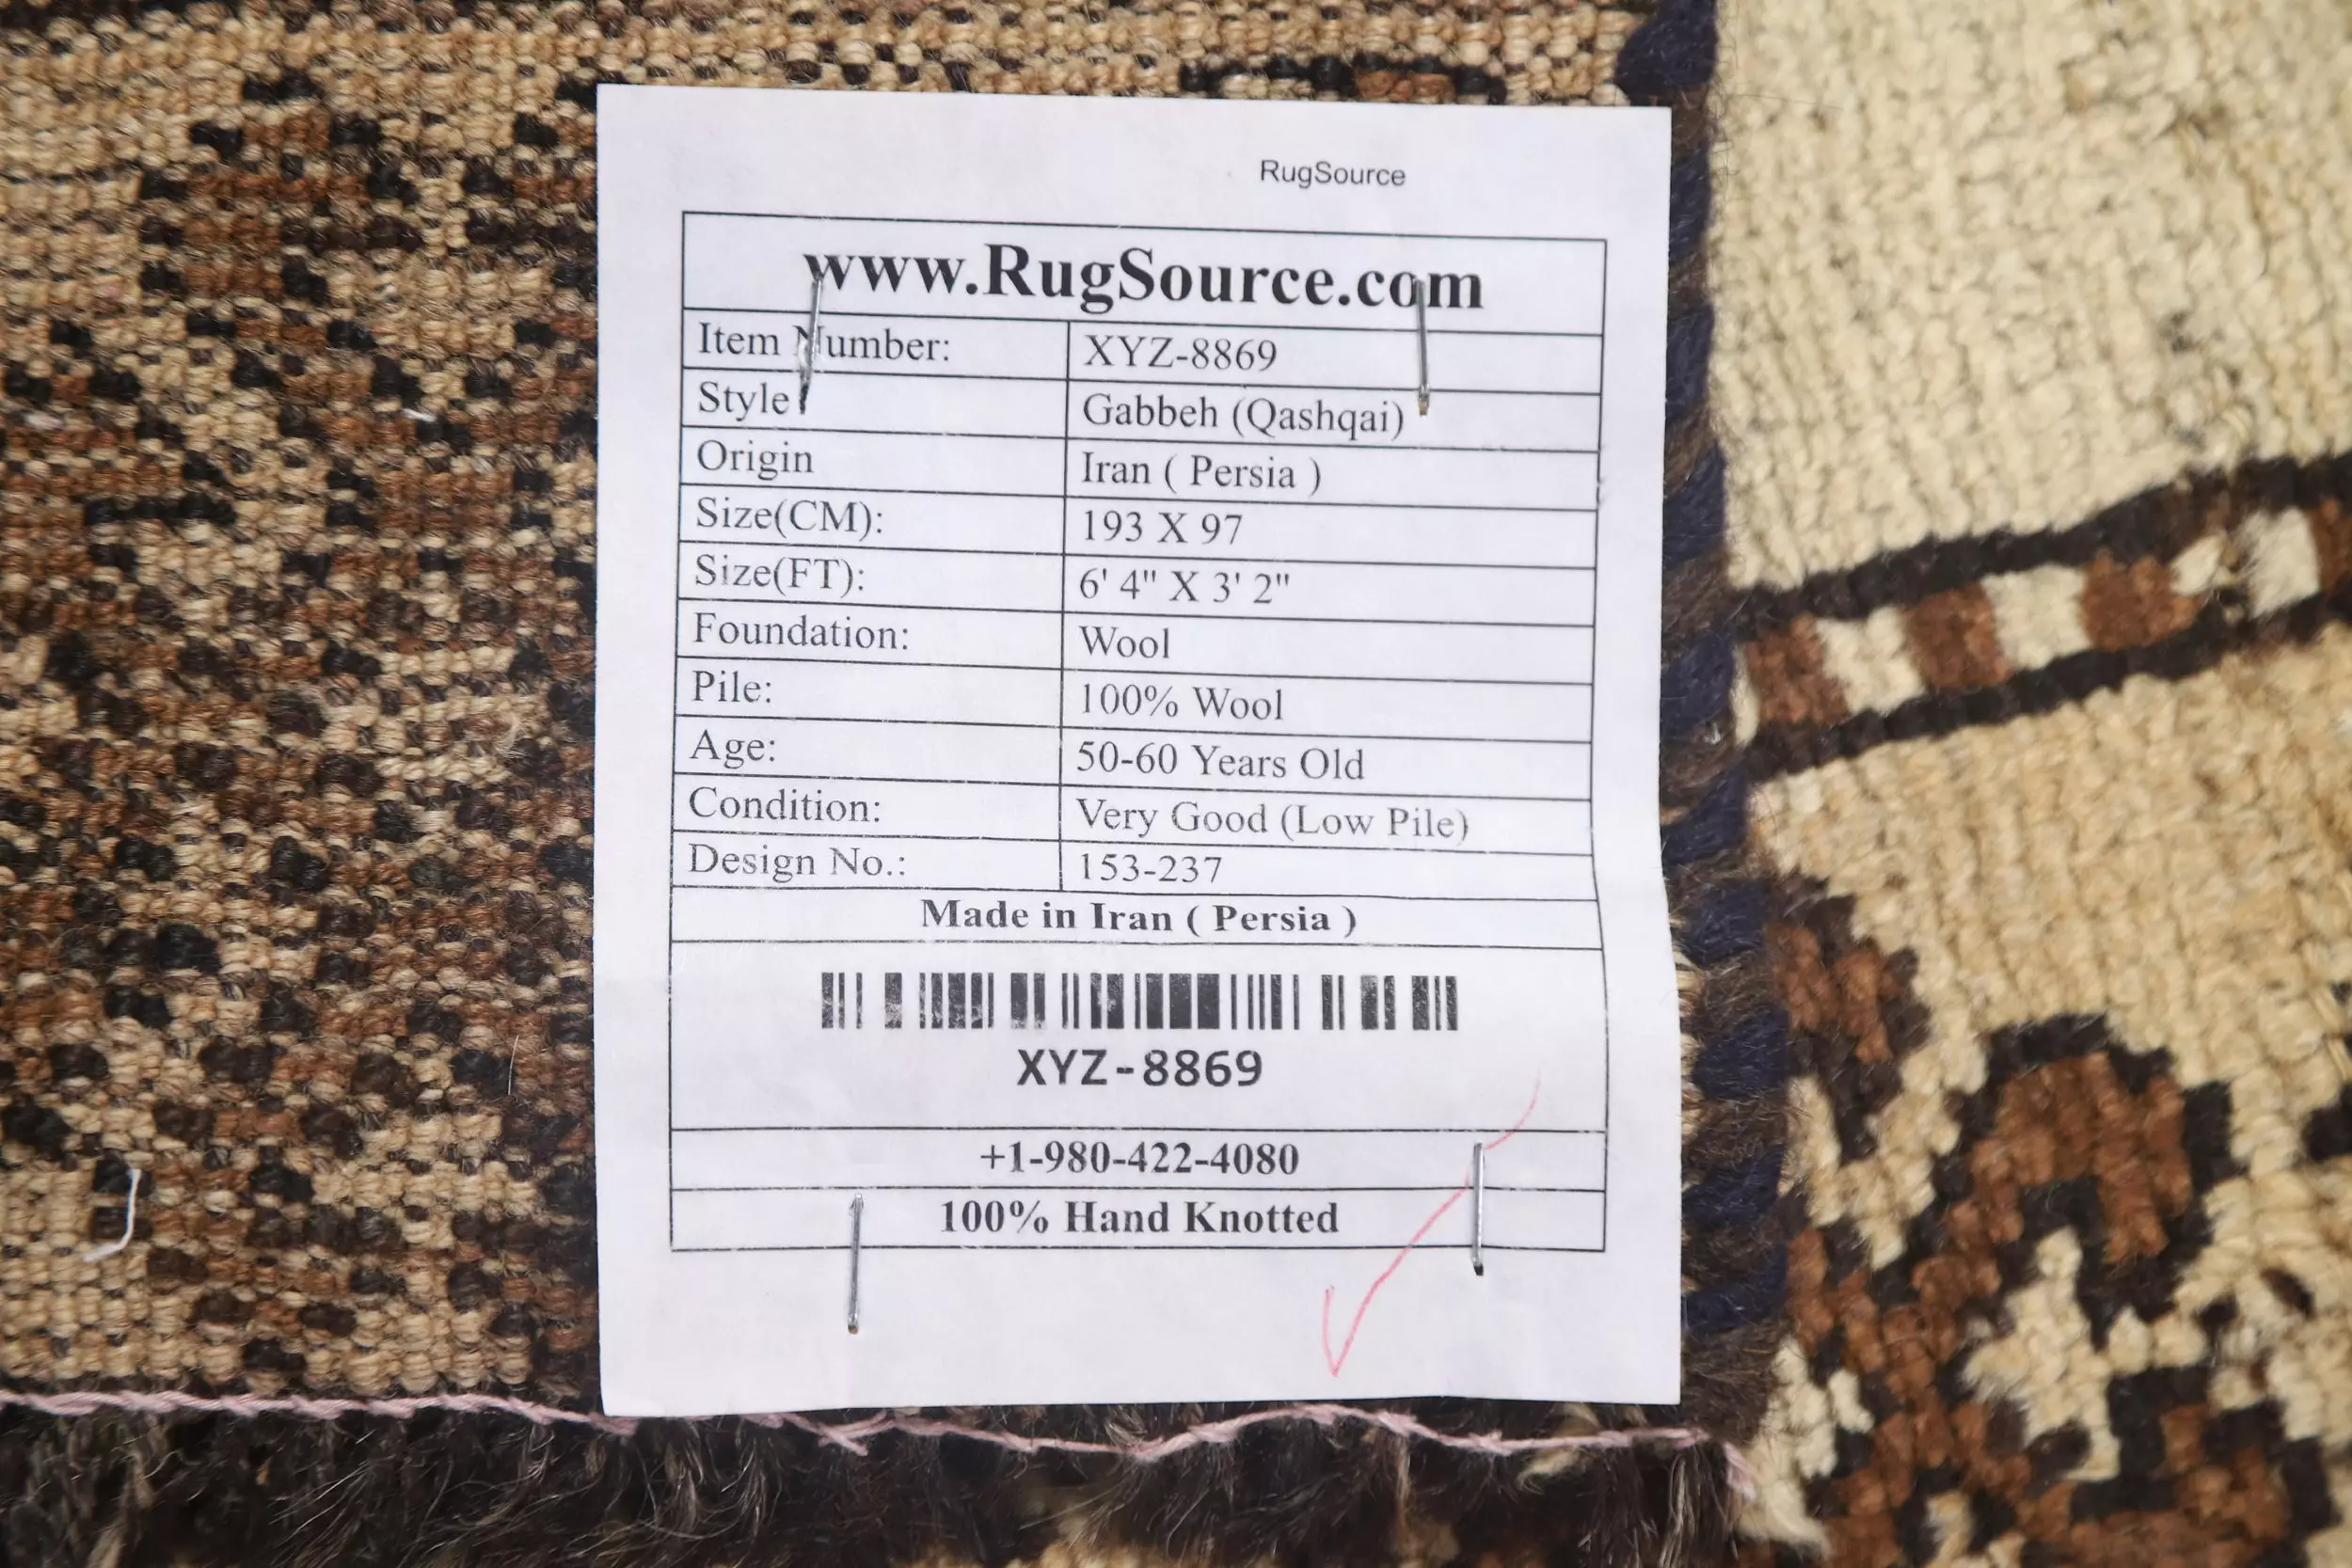 RugSource
www.RugSource.com
Item Number: XYZ-8869
Style Gabbeh (Qashqai)
Origin Iran ( Persia )
Size(CM): 193 X 97
Size(FT): 6' 4" X 3' 2"
Foundation: Wool
Pile: 100% Wool
Age: 50-60 Years Old
Condition: Very Good (Low Pile)
Design No.: 153-237
Made in Iran ( Persia )
XYZ-8869
+1-980-422-4080
100% Hand Knotted